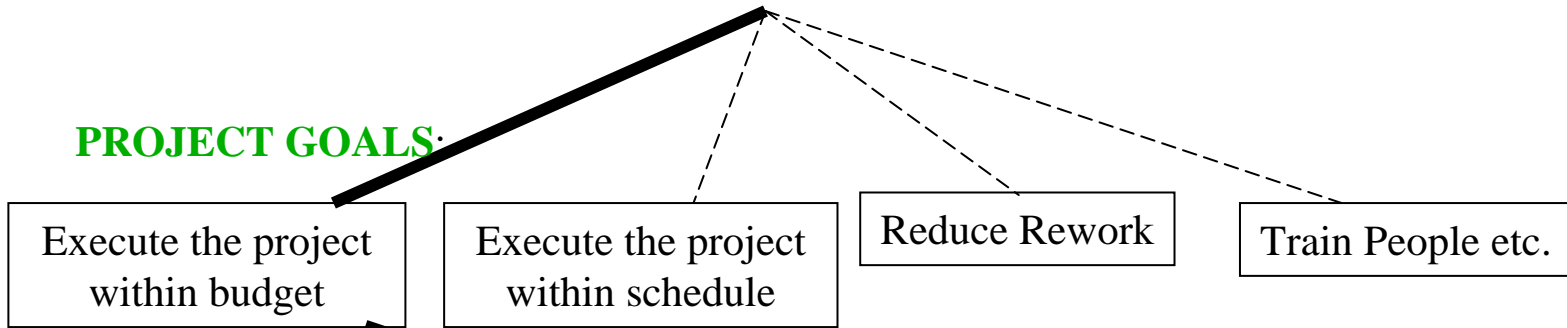 PROJECT GOALS:
Execute the project
within budget
Execute the project
within schedule
Reduce Rework
Train People etc.